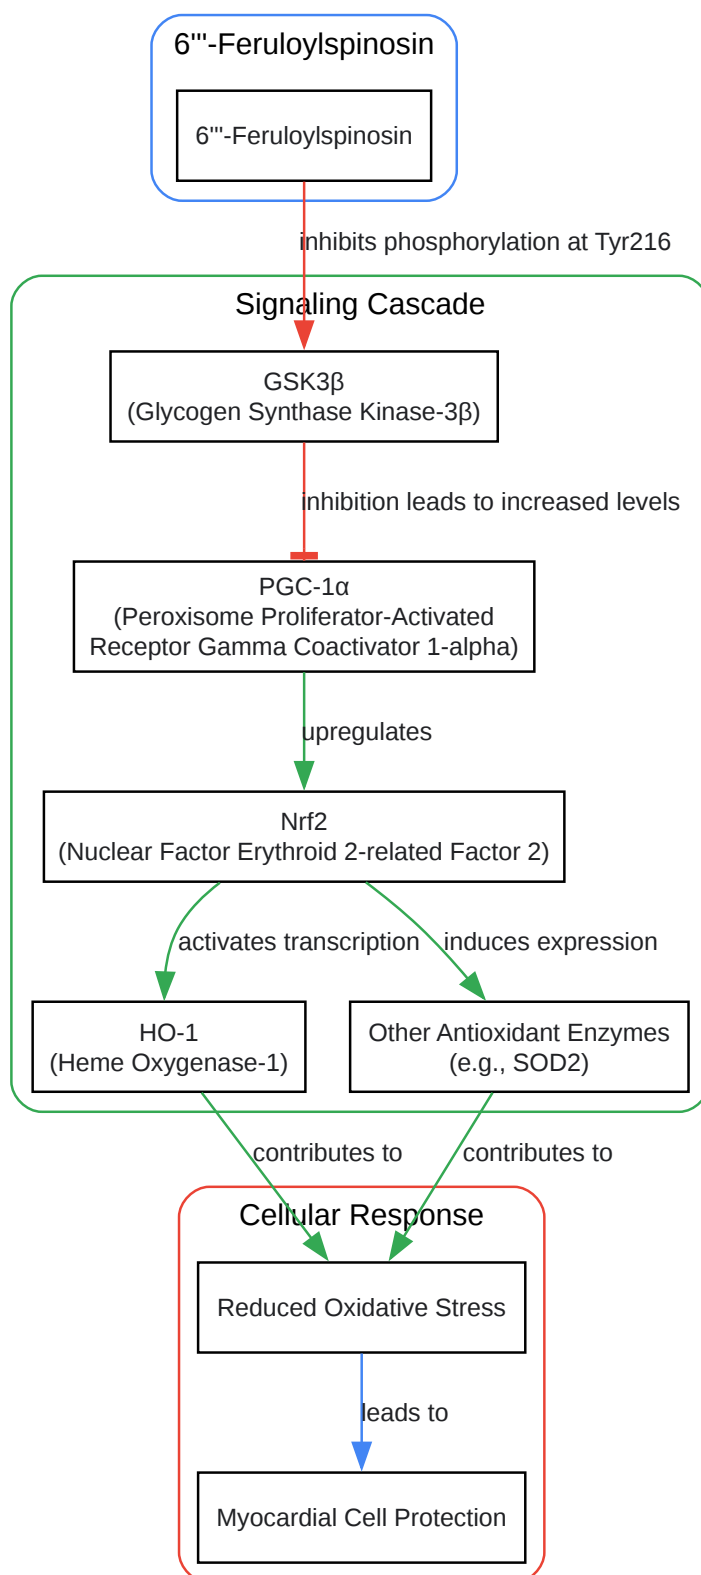 6'''-Feruloylspinosin
6'''-Feruloylspinosin
inhibits phosphorylation at Tyr216
Signaling Cascade
GSK3β
(Glycogen Synthase Kinase-3β)
inhibition leads to increased levels
PGC-1α
(Peroxisome Proliferator-Activated
Receptor Gamma Coactivator 1-alpha)
upregulates
Nrf2
(Nuclear Factor Erythroid 2-related Factor 2)
activates transcription
induces expression
HO-1
(Heme Oxygenase-1)
Other Antioxidant Enzymes
(e.g., SOD2)
contributes to
contributes to
Cellular Response
Reduced Oxidative Stress
leads to
Myocardial Cell Protection